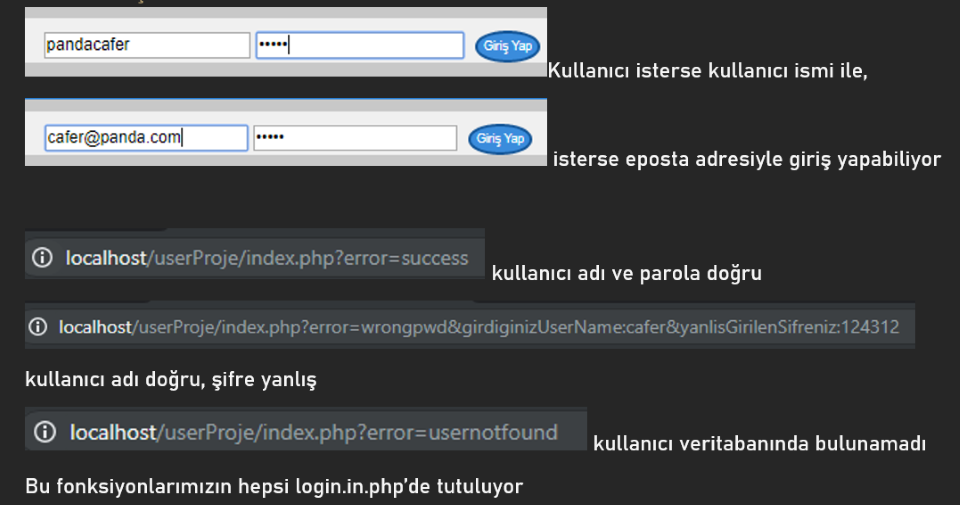 pandacafer ••••• Giriş Yap
Kullanıcı isterse kullanıcı ismi ile,
cafer@panda.com ••••• Giriş Yap
isterse eposta adresiyle giriş yapabiliyor
localhost/userProje/index.php?error=success
kullanıcı adı ve parola doğru
localhost/userProje/index.php?error=wrongpwd&girdiginizUserName:cafer&yanlisGirilenSifreniz:124312
kullanıcı adı doğru, şifre yanlış
localhost/userProje/index.php?error=usernotfound
kullanıcı veritabanında bulunamadı
Bu fonksiyonlarımızın hepsi login.in.php’de tutuluyor